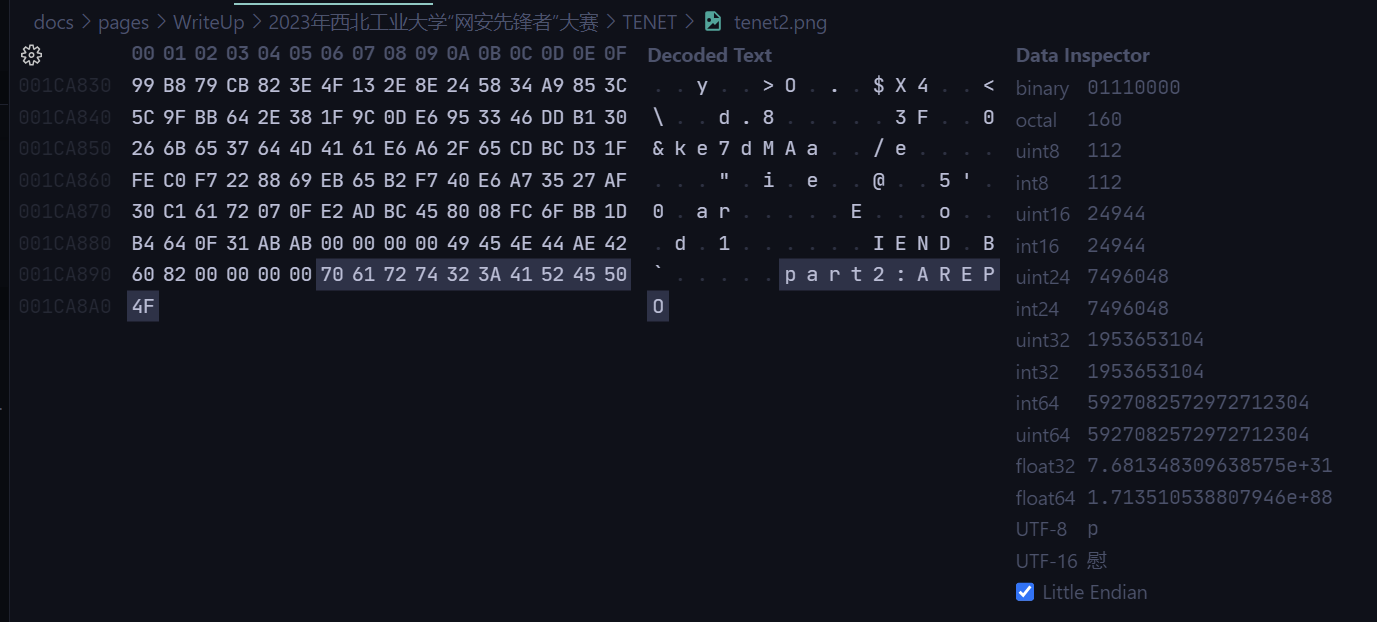 docs > pages > WriteUp > 2023年西北工业大学“网安先锋者”大赛 > TENET > tenet2.png
00 01 02 03 04 05 06 07 08 09 0A 0B 0C 0D 0E 0F Decoded Text Data Inspector
001CA830 99 B8 79 CB 82 3E 4F 13 2E 8E 24 58 34 A9 85 3C . . y . . > O . . . $ X 4 . . <
001CA840 5C 9F BB 64 2E 38 1F 9C 0D E6 95 33 46 DD B1 30 \ . . d . 8 . . . . . 3 F . . 0
001CA850 26 6B 65 37 64 4D 41 61 E6 A6 2F 65 CD BC D3 1F & k e 7 d M A a . . / e . . . .
001CA860 FE C0 F7 22 88 69 EB 65 B2 F7 40 E6 A7 35 27 AF . . . " . i . e . . @ . . 5 ' .
001CA870 30 C1 61 72 07 0F E2 AD BC 45 80 08 FC 6F BB 1D 0 . a r . . . . . E . . . o . .
001CA880 B4 64 0F 31 AB AB 00 00 00 00 49 45 4E 44 AE 42 . d . 1 . . . . . . I E N D . B
001CA890 60 82 00 00 00 00 70 61 72 74 32 3A 41 52 45 50 ` . . . . . p a r t 2 : A R E P
001CA8A0 4F O
binary 01110000
octal 160
uint8 112
int8 112
uint16 24944
int16 24944
uint24 7496048
int24 7496048
uint32 1953653104
int32 1953653104
int64 5927082572972712304
uint64 5927082572972712304
float32 7.681348309638575e+31
float64 1.713510538807946e+88
UTF-8 p
UTF-16 慰
Little Endian